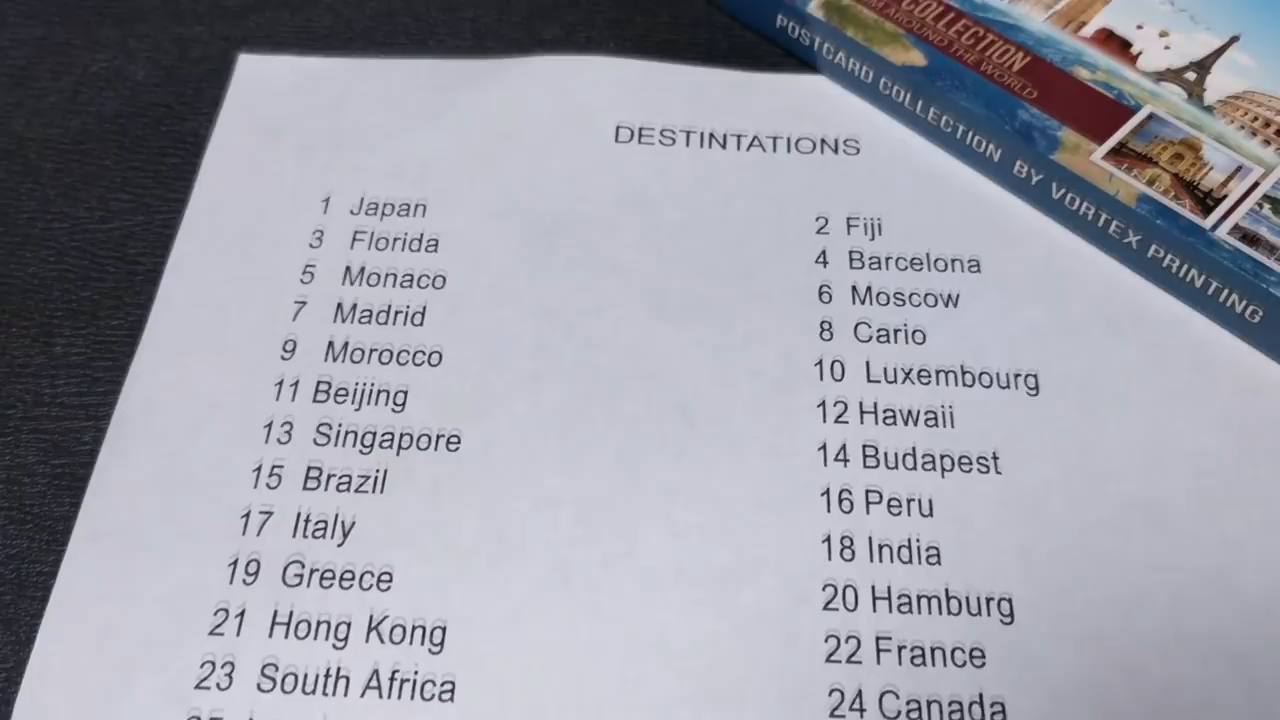 COLLECTION
AROUND THE WORLD
POSTCARD COLLECTION BY VORTEX PRINTING
INDIA
DESTINTATIONS
1 Japan
2 Fiji
3 Florida
4 Barcelona
5 Monaco
6 Moscow
7 Madrid
8 Cario
9 Morocco
10 Luxembourg
11 Beijing
12 Hawaii
13 Singapore
14 Budapest
15 Brazil
16 Peru
17 Italy
18 India
19 Greece
20 Hamburg
21 Hong Kong
22 France
23 South Africa
24 Canada